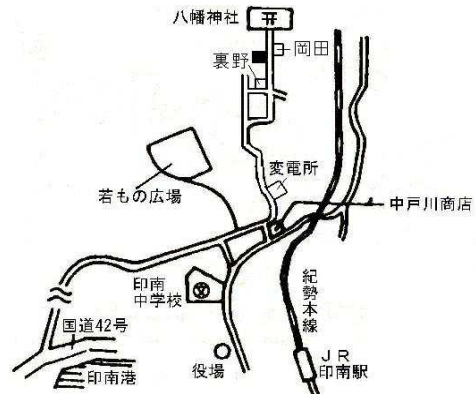 八幡神社
岡田
裏野
変電所
若もの広場
中戸川商店
印南
中学校
紀勢本線
国道42号
役場
JR
印南駅
印南港